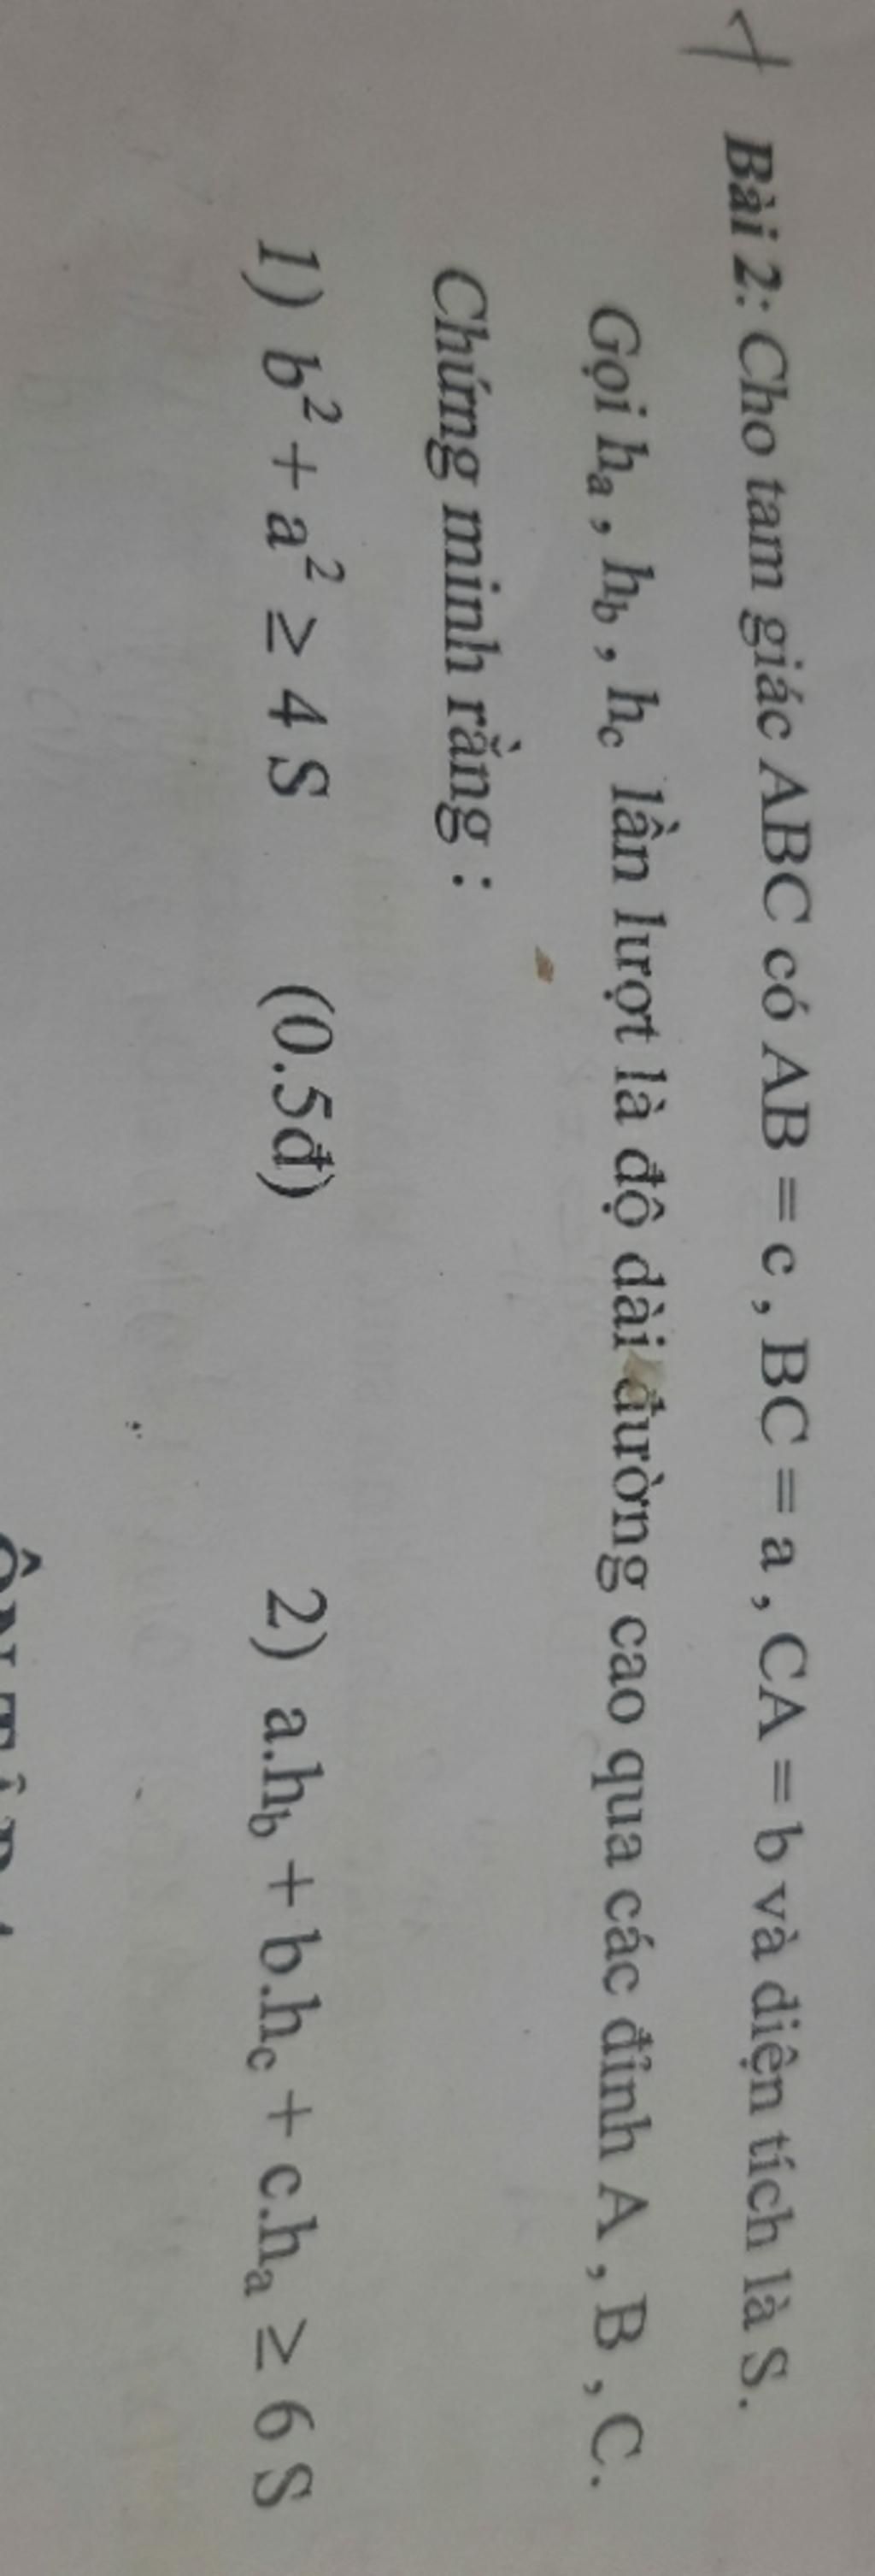 Bài 2: Cho tam giác ABC có AB = c , BC = a , CA = b và diện tích là S.
Gọi hₐ , h_b , h_c lần lượt là độ dài đường cao qua các đỉnh A , B , C.
Chứng minh rằng :
1) b² + a² ≥ 4 S (0.5đ) 2) a.h_b + b.h_c + c.hₐ ≥ 6 S